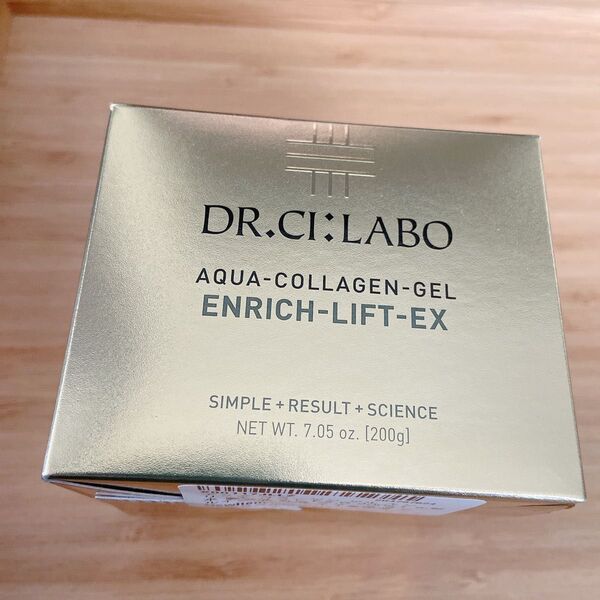 DR.CI:LABO
AQUA-COLLAGEN-GEL
ENRICH-LIFT-EX
SIMPLE+RESULT+SCIENCE
NET WT. 7.05 oz. [200g]